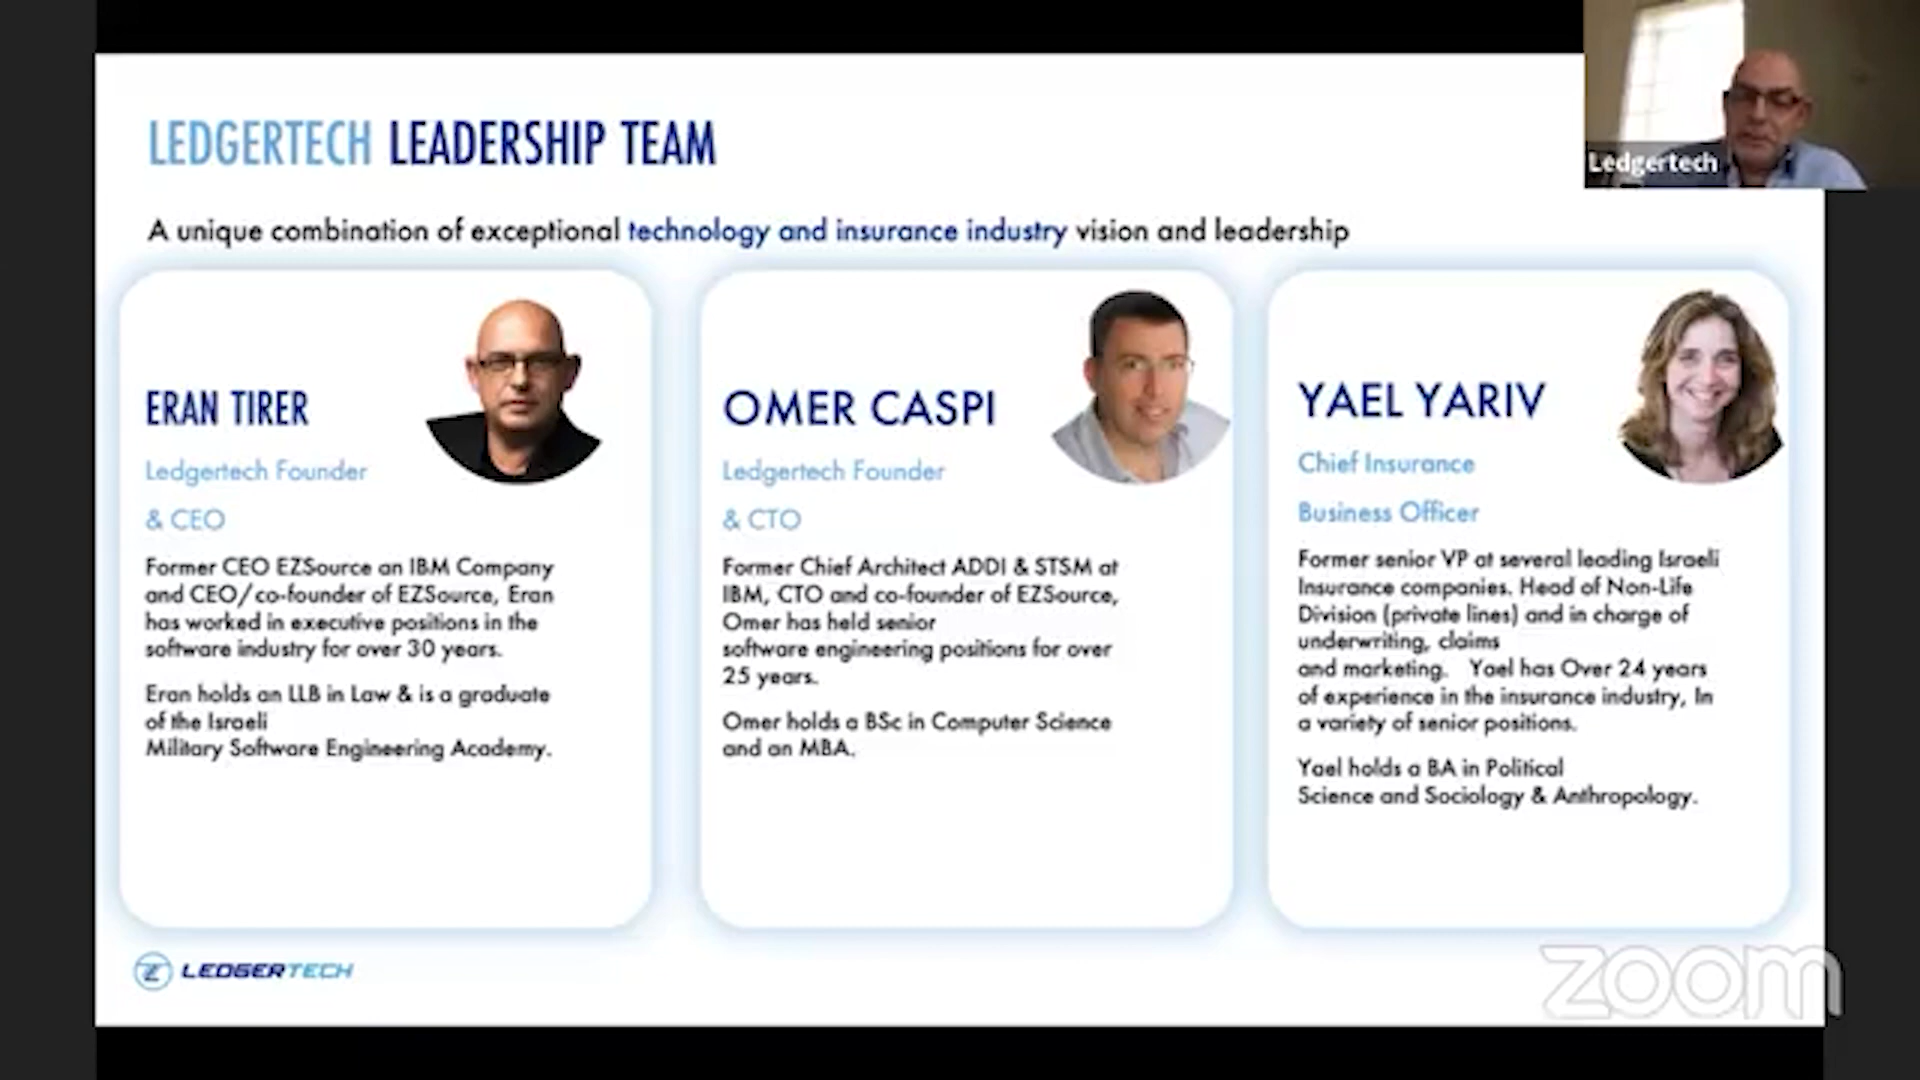 Ledgertech
LEDGERTECH LEADERSHIP TEAM
A unique combination of exceptional technology and insurance industry vision and leadership
ERAN TIRER
Ledgertech Founder
& CEO
Former CEO EZSource an IBM Company
and CEO/co-founder of EZSource, Eran
has worked in executive positions in the
software industry for over 30 years.
Eran holds an LLB in Law & is a graduate
of the Israeli
Military Software Engineering Academy.
OMER CASPI
Ledgertech Founder
& CTO
Former Chief Architect ADDI & STSM at
IBM, CTO and co-founder of EZSource,
Omer has held senior
software engineering positions for over
25 years.
Omer holds a BSc in Computer Science
and an MBA.
YAEL YARIV
Chief Insurance
Business Officer
Former senior VP at several leading Israeli
Insurance companies. Head of Non-Life
Division (private lines) and in charge of
underwriting, claims
and marketing. Yael has Over 24 years
of experience in the insurance industry, In
a variety of senior positions.
Yael holds a BA in Political
Science and Sociology & Anthropology.
LEDGERTECH
zoom